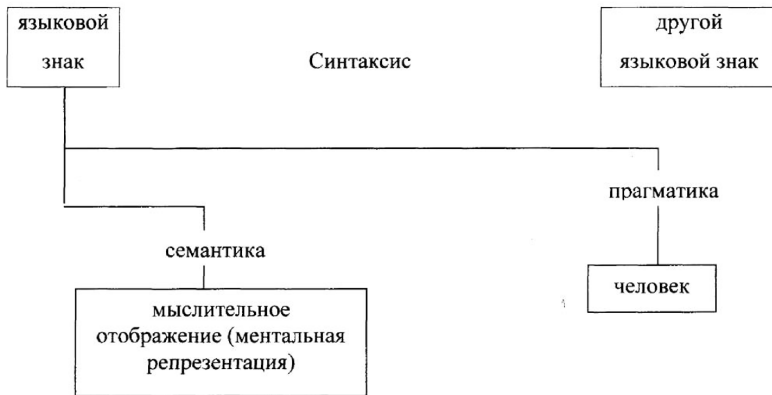 языковой
знак
Синтаксис
другой
языковой знак
прагматика
семантика
человек
мыслительное
отображение (ментальная
репрезентация)